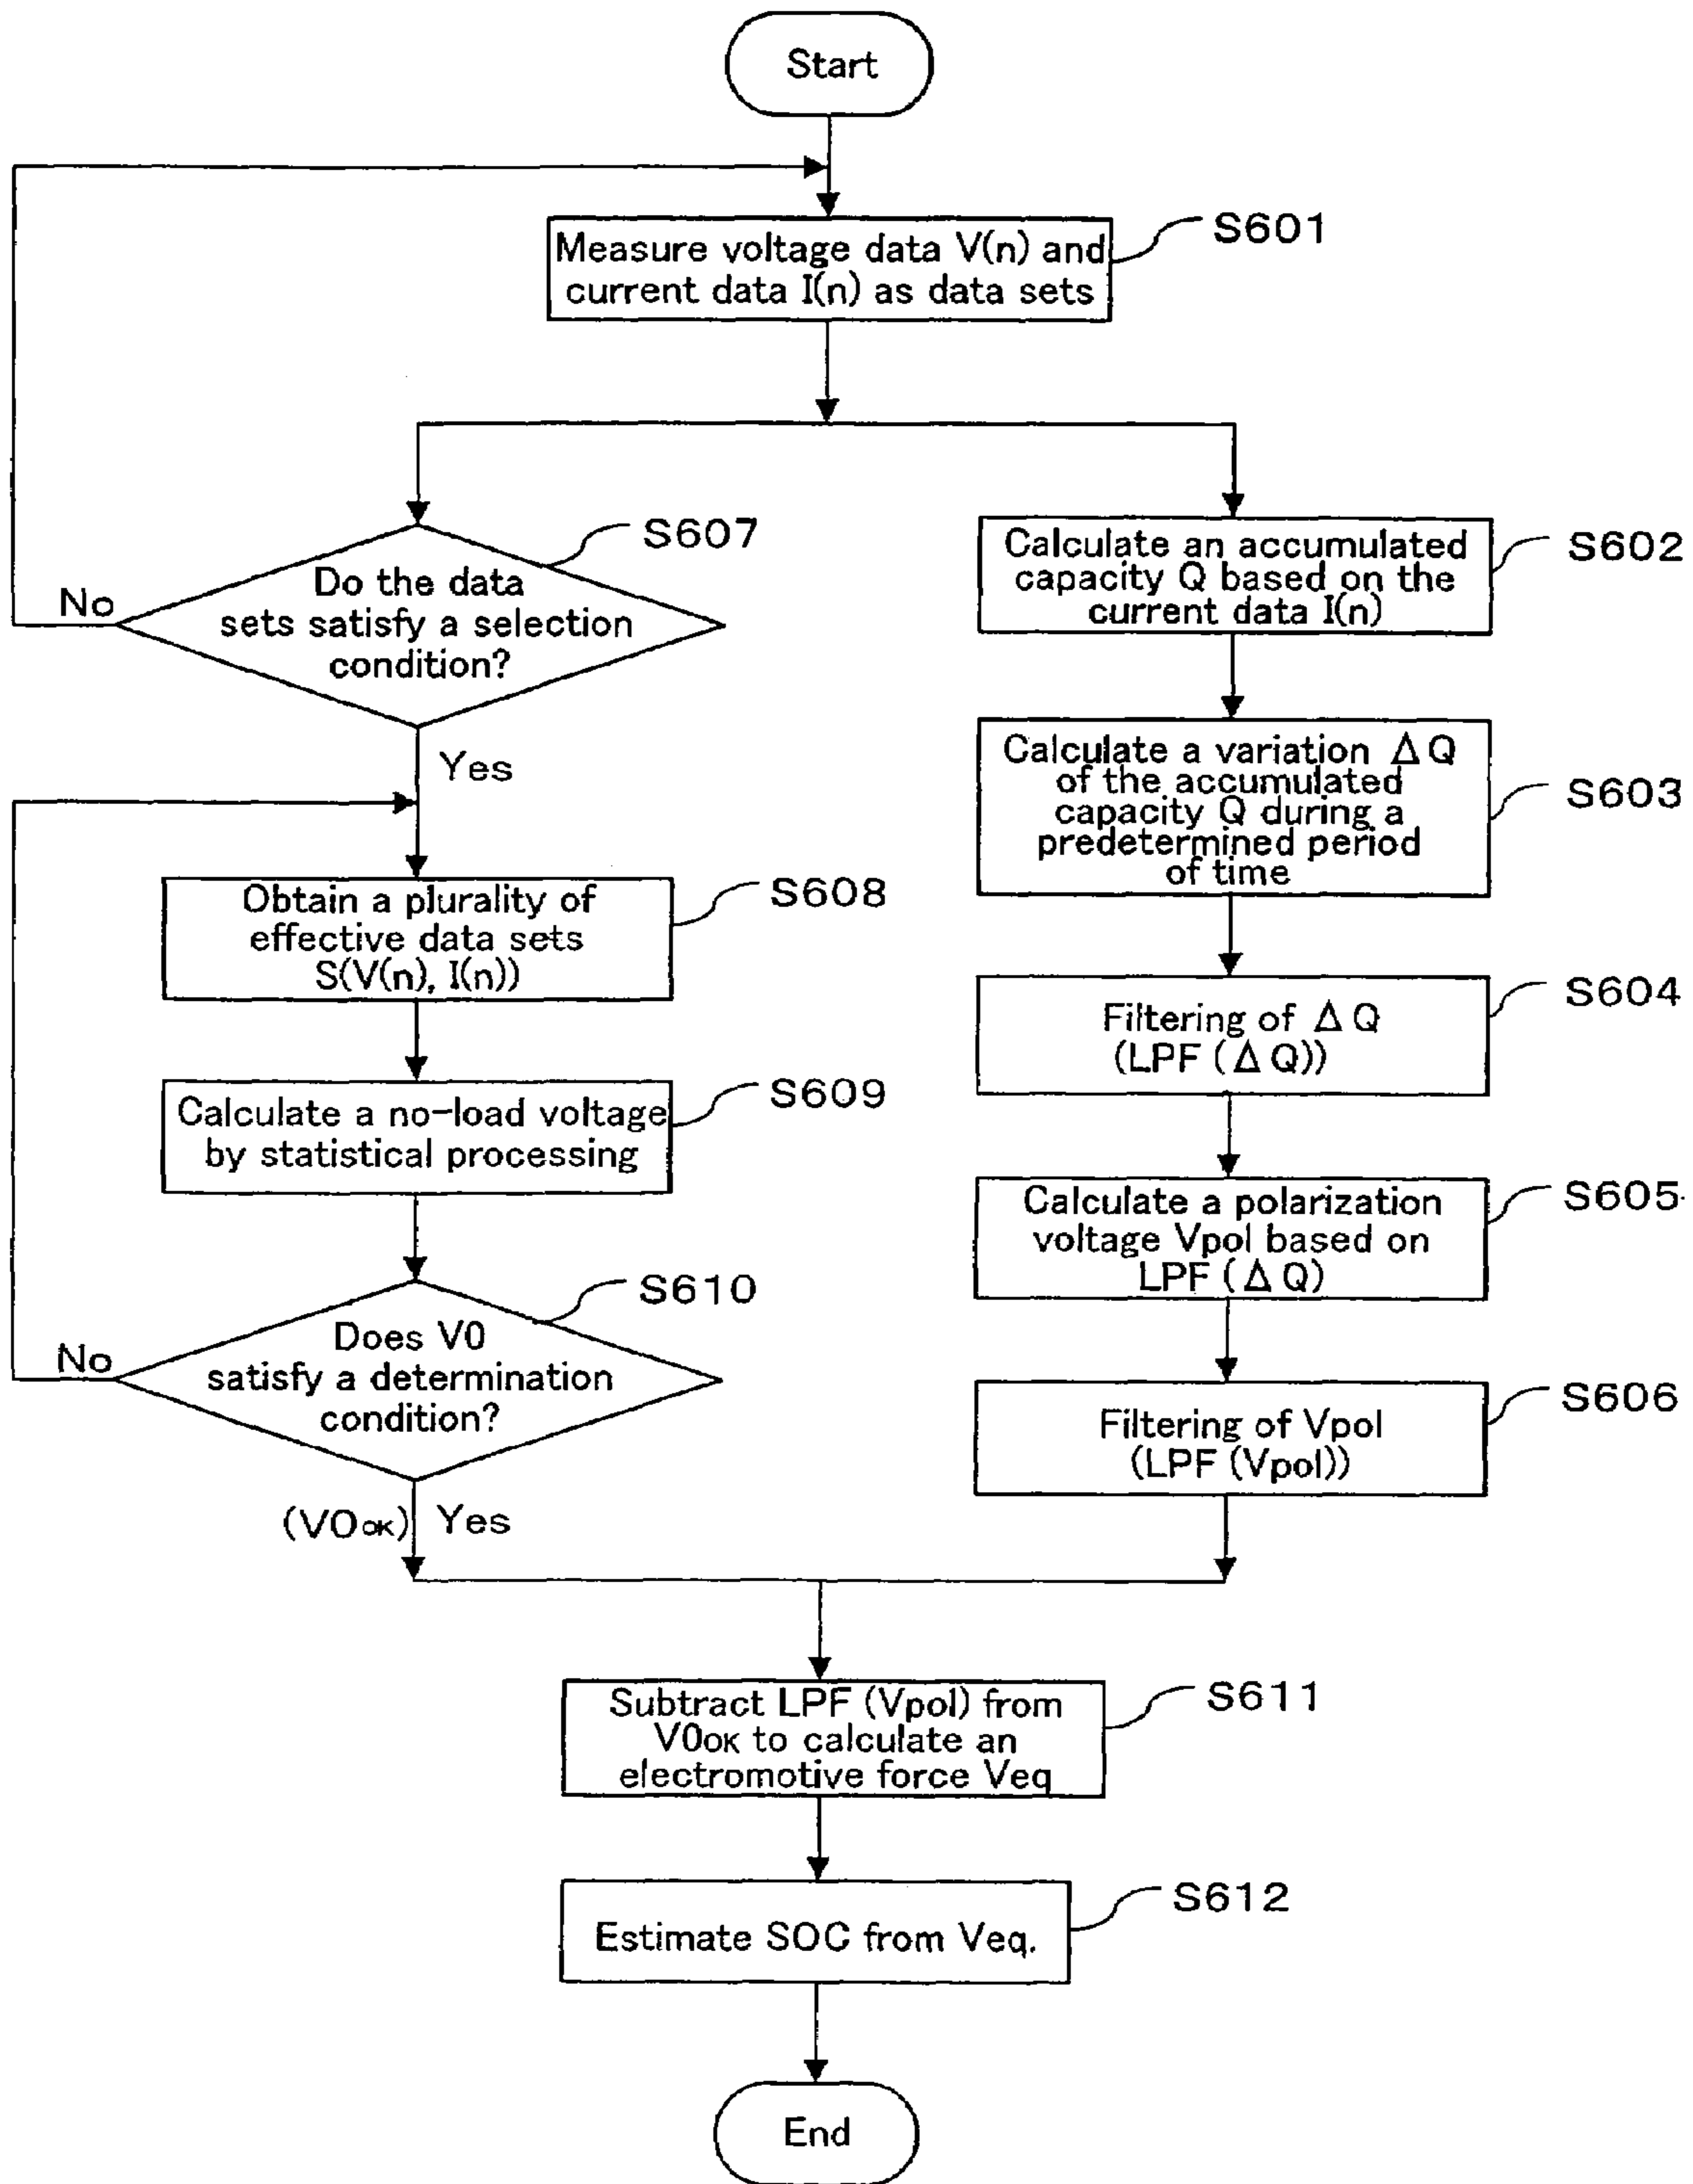 Start
S601
Measure voltage data V(n) and
current data I(n) as data sets
S607
Do the data
sets satisfy a selection
condition?
No
Yes
S602
Calculate an accumulated
capacity Q based on the
current data I(n)
S603
Calculate a variation ΔQ
of the accumulated
capacity Q during a
predetermined period
of time
S608
Obtain a plurality of
effective data sets
S(V(n), I(n))
S604
Filtering of ΔQ
(LPF (ΔQ))
S609
Calculate a no-load voltage
by statistical processing
S605
Calculate a polarization
voltage Vpol based on
LPF (ΔQ)
S610
Does V0
satisfy a determination
condition?
No
(V0OK) Yes
S606
Filtering of Vpol
(LPF (Vpol))
S611
Subtract LPF (Vpol) from
V0OK to calculate an
electromotive force Veq
S612
Estimate SOC from Veq.
End